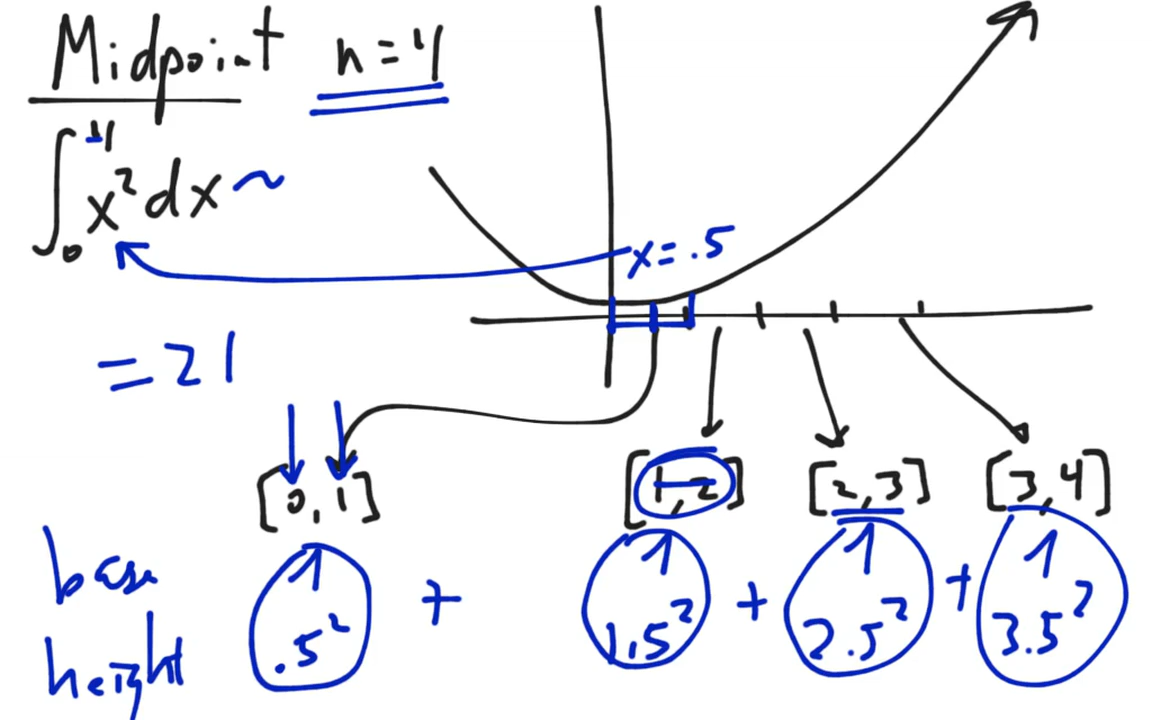 Midpoint n = 4
∫₀⁴ x² dx ~
x = .5
= 21
[0, 1] [1, 2] [2, 3] [3, 4]
base 1 1 1 1
height .5² + 1.5² + 2.5² + 3.5²